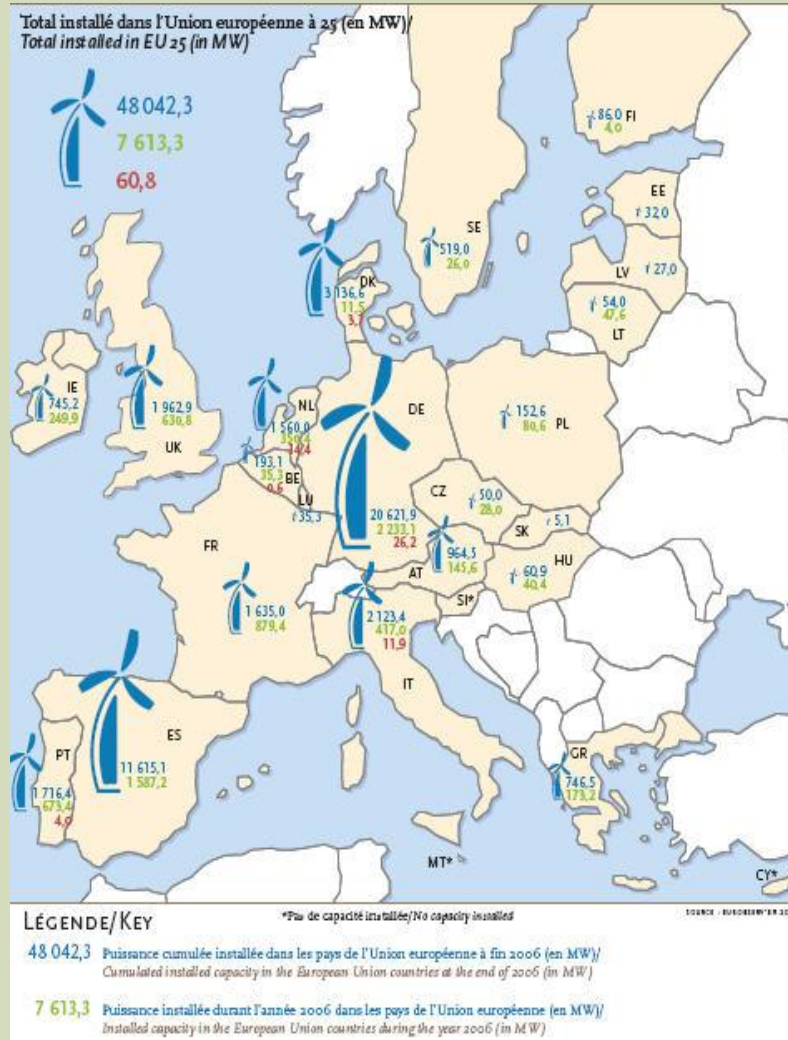 Total installé dans l'Union européenne à 25 (en MW)/
Total installed in EU 25 (in MW)
48 042,3
7 613,3
60,8
86,0 FI
4,0
EE
32,0
SE
519,0
26,0
LV
27,0
54,0
47,6
LT
DK
3 136,6
11,5
3,7
IE
745,2
249,9
1 962,9
630,8
UK
NL
1 560,0
350,4
14,4
DE
152,6
80,6
PL
193,1
35,3
0,6
BE
LU
35,3
20 621,9
2 233,1
26,2
CZ
50,0
28,0
SK
5,1
FR
964,5
145,6
AT
HU
60,9
40,4
SI*
1 635,0
879,4
2 123,4
417,0
11,9
IT
ES
11 615,1
1 587,2
PT
1 716,4
673,4
4,0
GR
746,5
173,2
MT*
CY*
LÉGENDE/KEY
*Pas de capacité installée/No capacity installed
SOURCE - EUROBSERV'ER
48 042,3 Puissance cumulée installée dans les pays de l'Union européenne à fin 2006 (en MW)/
Cumulated installed capacity in the European Union countries at the end of 2006 (in MW)
7 613,3 Puissance installée durant l'année 2006 dans les pays de l'Union européenne (en MW)/
Installed capacity in the European Union countries during the year 2006 (in MW)